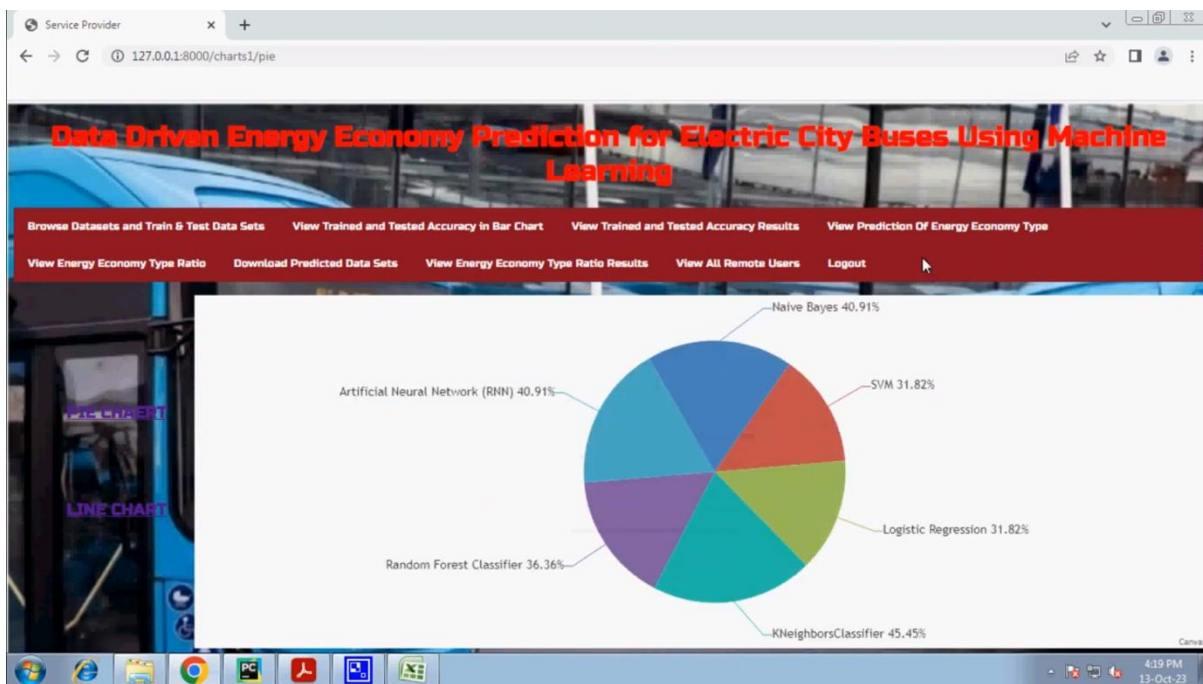 Service Provider
127.0.0.1:8000/charts1/pie
Data Driven Energy Economy Prediction for Electric City Buses Using Machine
Learning
Browse Datasets and Train & Test Data Sets View Trained and Tested Accuracy in Bar Chart View Trained and Tested Accuracy Results View Prediction Of Energy Economy Type
View Energy Economy Type Ratio Download Predicted Data Sets View Energy Economy Type Ratio Results View All Remote Users Logout
Naive Bayes 40.91%
Artificial Neural Network (RNN) 40.91%
SVM 31.82%
PIE CHAERT
LINE CHART
Logistic Regression 31.82%
Random Forest Classifier 36.36%
KNeighborsClassifier 45.45%
Canva
PC
4:19 PM
13-Oct-23